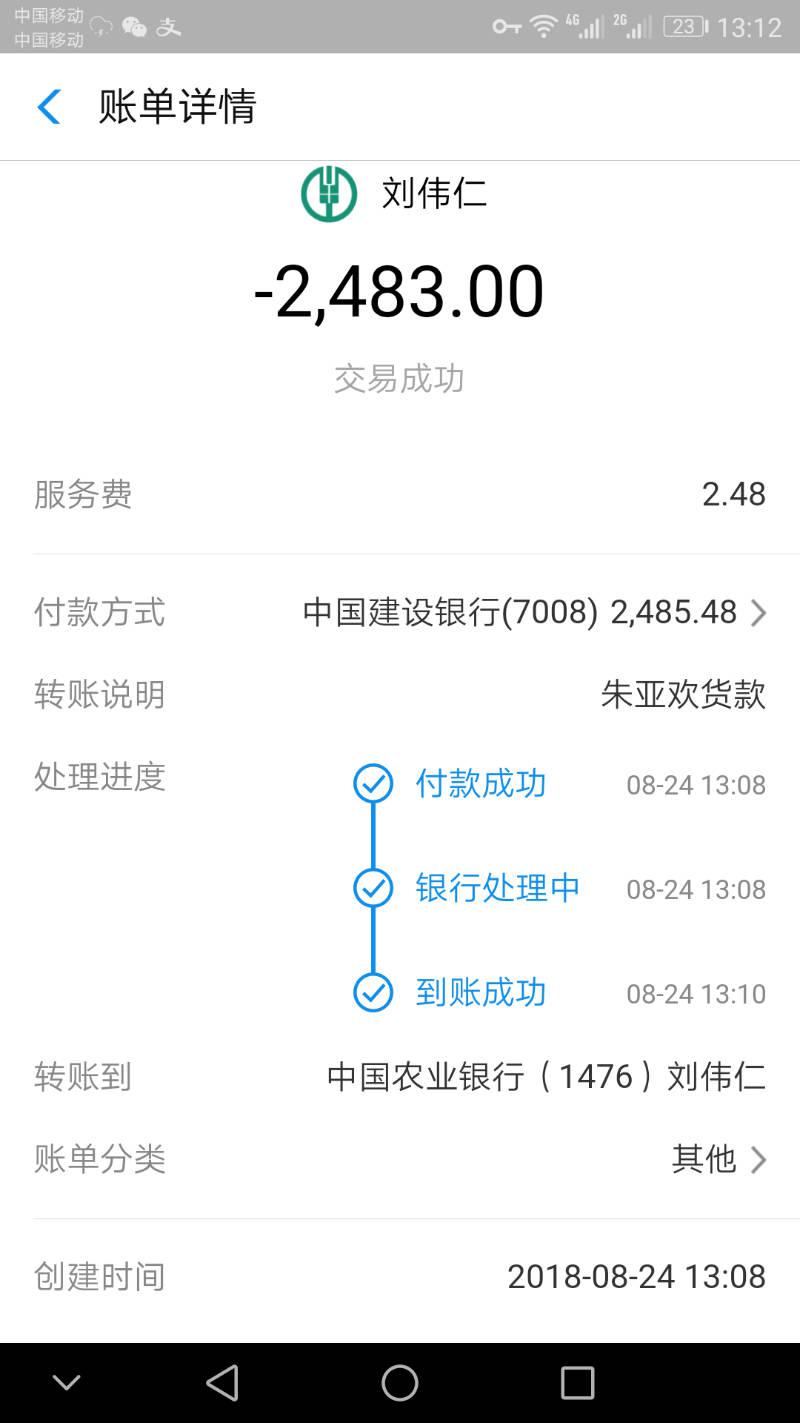 中国移动
中国移动
4G 2G 23 13:12
账单详情
刘伟仁
-2,483.00
交易成功
服务费 2.48
付款方式 中国建设银行(7008) 2,485.48
转账说明 朱亚欢货款
处理进度 付款成功 08-24 13:08
银行处理中 08-24 13:08
到账成功 08-24 13:10
转账到 中国农业银行（1476）刘伟仁
账单分类 其他
创建时间 2018-08-24 13:08